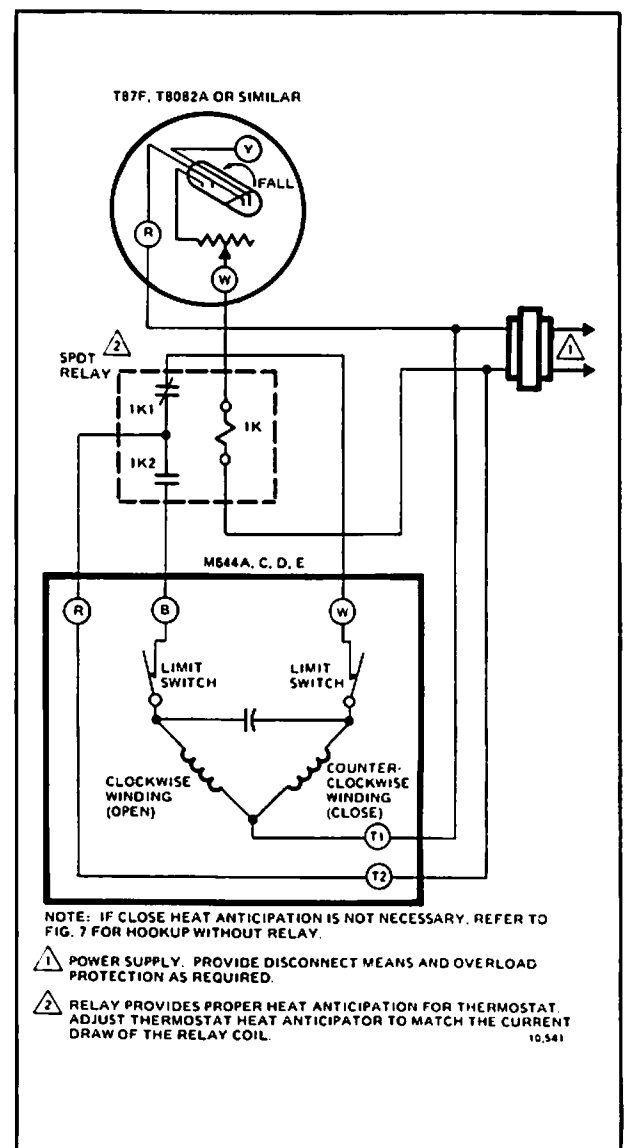 T87F, T8082A OR SIMILAR
Y
FALL
R
W
2
SPDT
RELAY
1
1K1
1K
1K2
M644A, C, D, E
R
B
W
LIMIT
SWITCH
LIMIT
SWITCH
CLOCKWISE
WINDING
(OPEN)
COUNTER-
CLOCKWISE
WINDING
(CLOSE)
T1
T2
NOTE: IF CLOSE HEAT ANTICIPATION IS NOT NECESSARY, REFER TO
FIG. 7 FOR HOOKUP WITHOUT RELAY.
1 POWER SUPPLY. PROVIDE DISCONNECT MEANS AND OVERLOAD
PROTECTION AS REQUIRED.
2 RELAY PROVIDES PROPER HEAT ANTICIPATION FOR THERMOSTAT.
ADJUST THERMOSTAT HEAT ANTICIPATOR TO MATCH THE CURRENT
DRAW OF THE RELAY COIL.
10,541